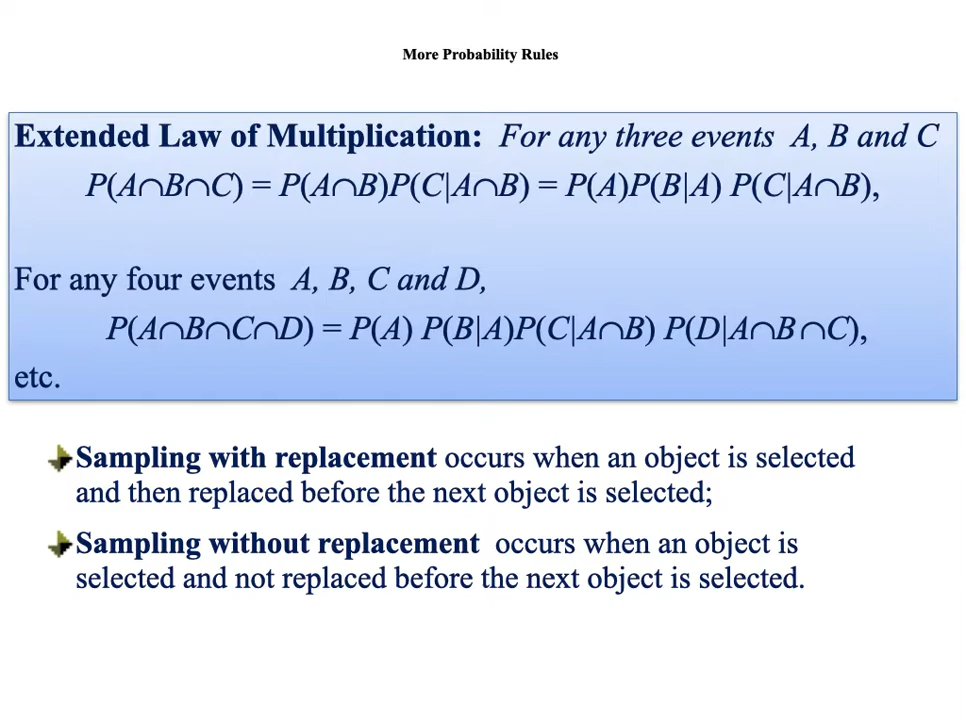 More Probability Rules
Extended Law of Multiplication: For any three events A, B and C
P(A∩B∩C) = P(A∩B)P(C|A∩B) = P(A)P(B|A) P(C|A∩B),
For any four events A, B, C and D,
P(A∩B∩C∩D) = P(A) P(B|A)P(C|A∩B) P(D|A∩B∩C),
etc.
Sampling with replacement occurs when an object is selected
and then replaced before the next object is selected;
Sampling without replacement occurs when an object is
selected and not replaced before the next object is selected.